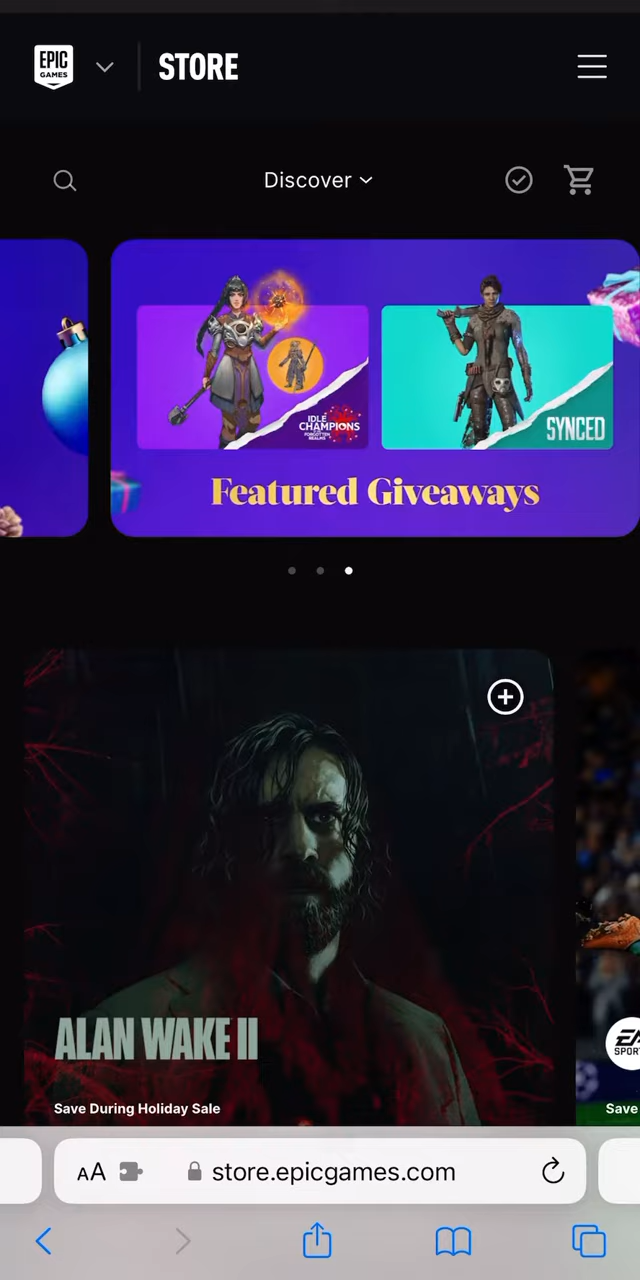 EPIC
GAMES
STORE
Discover
IDLE
CHAMPIONS
SYNCED
Featured Giveaways
ALAN WAKE II
EA
SPOR
Save During Holiday Sale
Save
AA
store.epicgames.com